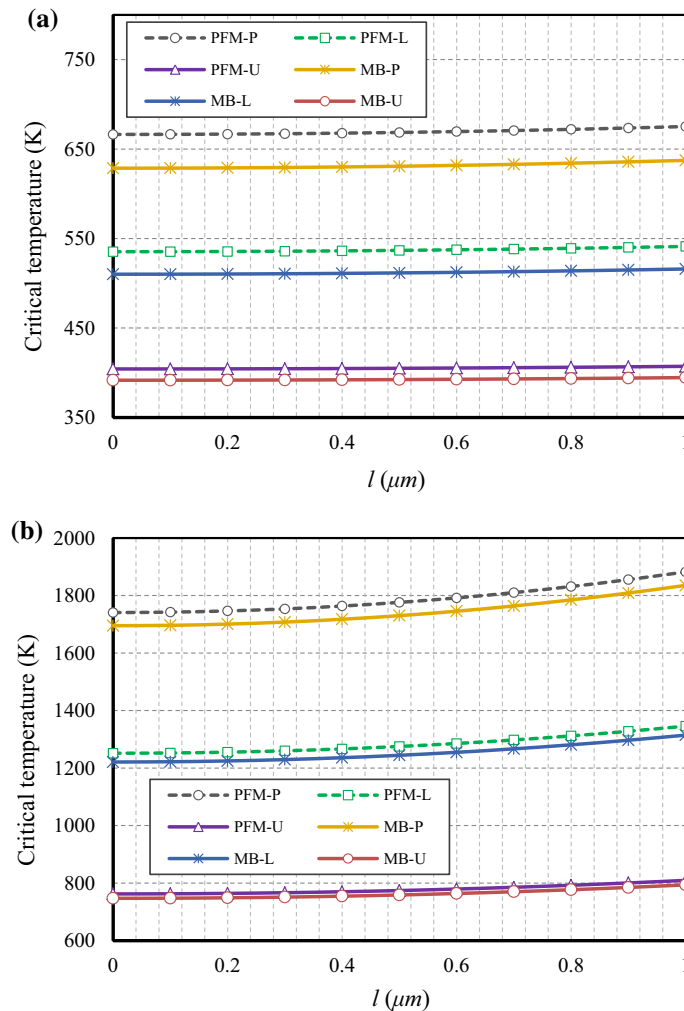 (a)
PFM-P PFM-L
PFM-U MB-P
MB-L MB-U
750
650
550
450
350
Critical temperature (K)
0 0.2 0.4 0.6 0.8 1
l (μm)
(b)
2000
1800
1600
1400
1200
1000
800
600
Critical temperature (K)
PFM-P PFM-L
PFM-U MB-P
MB-L MB-U
0 0.2 0.4 0.6 0.8 1
l (μm)